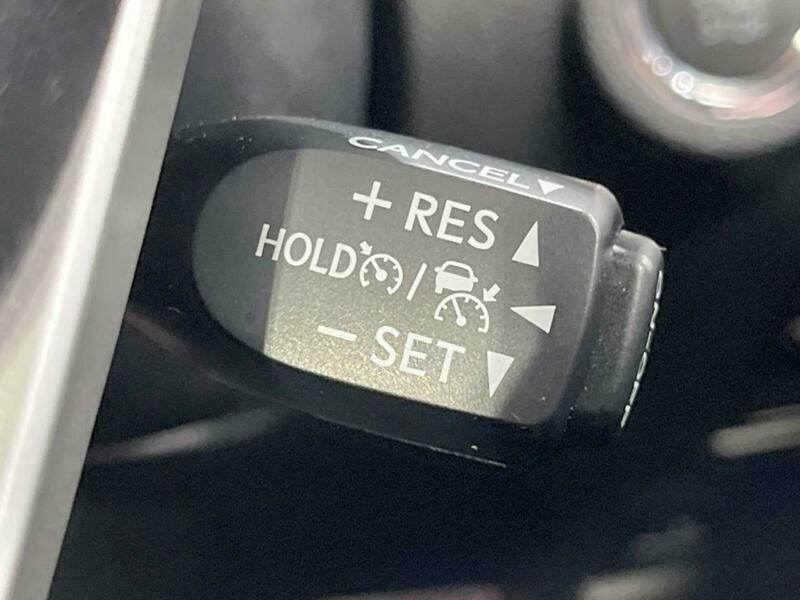 CANCEL▼
+ RES ▲
HOLD / ◀
− SET ▼